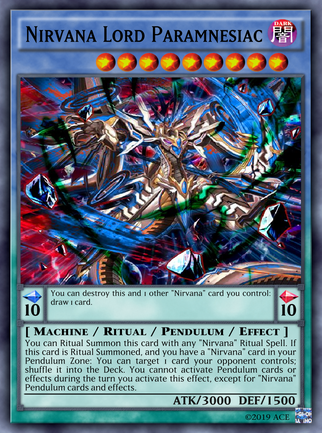 NIRVANA LORD PARAMNESIAC
DARK
闇
You can destroy this and 1 other "Nirvana" card you control:
draw 1 card.
10
10
[ MACHINE / RITUAL / PENDULUM / EFFECT ]
You can Ritual Summon this card with any "Nirvana" Ritual Spell. If
this card is Ritual Summoned, and you have a "Nirvana" card in your
Pendulum Zone: You can target 1 card your opponent controls;
shuffle it into the Deck. You cannot activate Pendulum cards or
effects during the turn you activate this effect, except for "Nirvana"
Pendulum cards and effects.
ATK/3000 DEF/1500
©2019 ACE